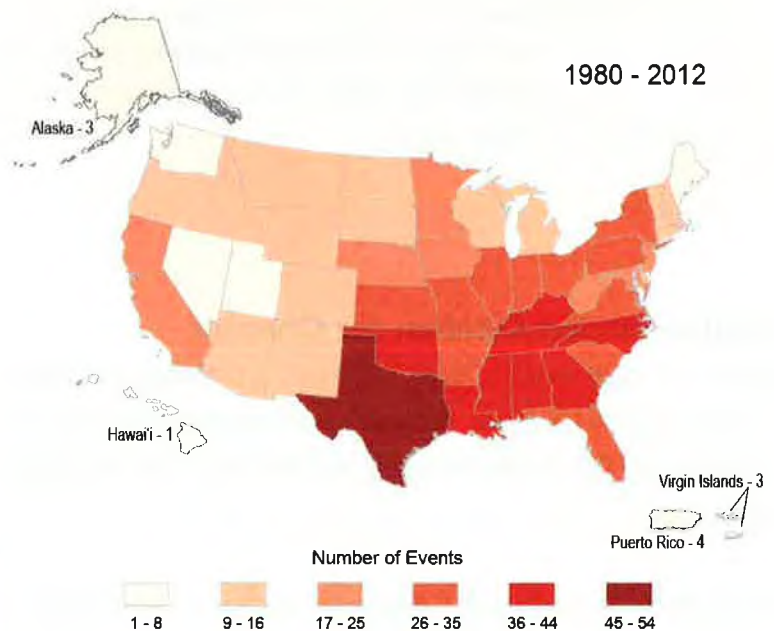 1980 - 2012
Alaska - 3
Hawai'i - 1
Virgin Islands - 3
Puerto Rico - 4
Number of Events
1 - 8
9 - 16
17 - 25
26 - 35
36 - 44
45 - 54